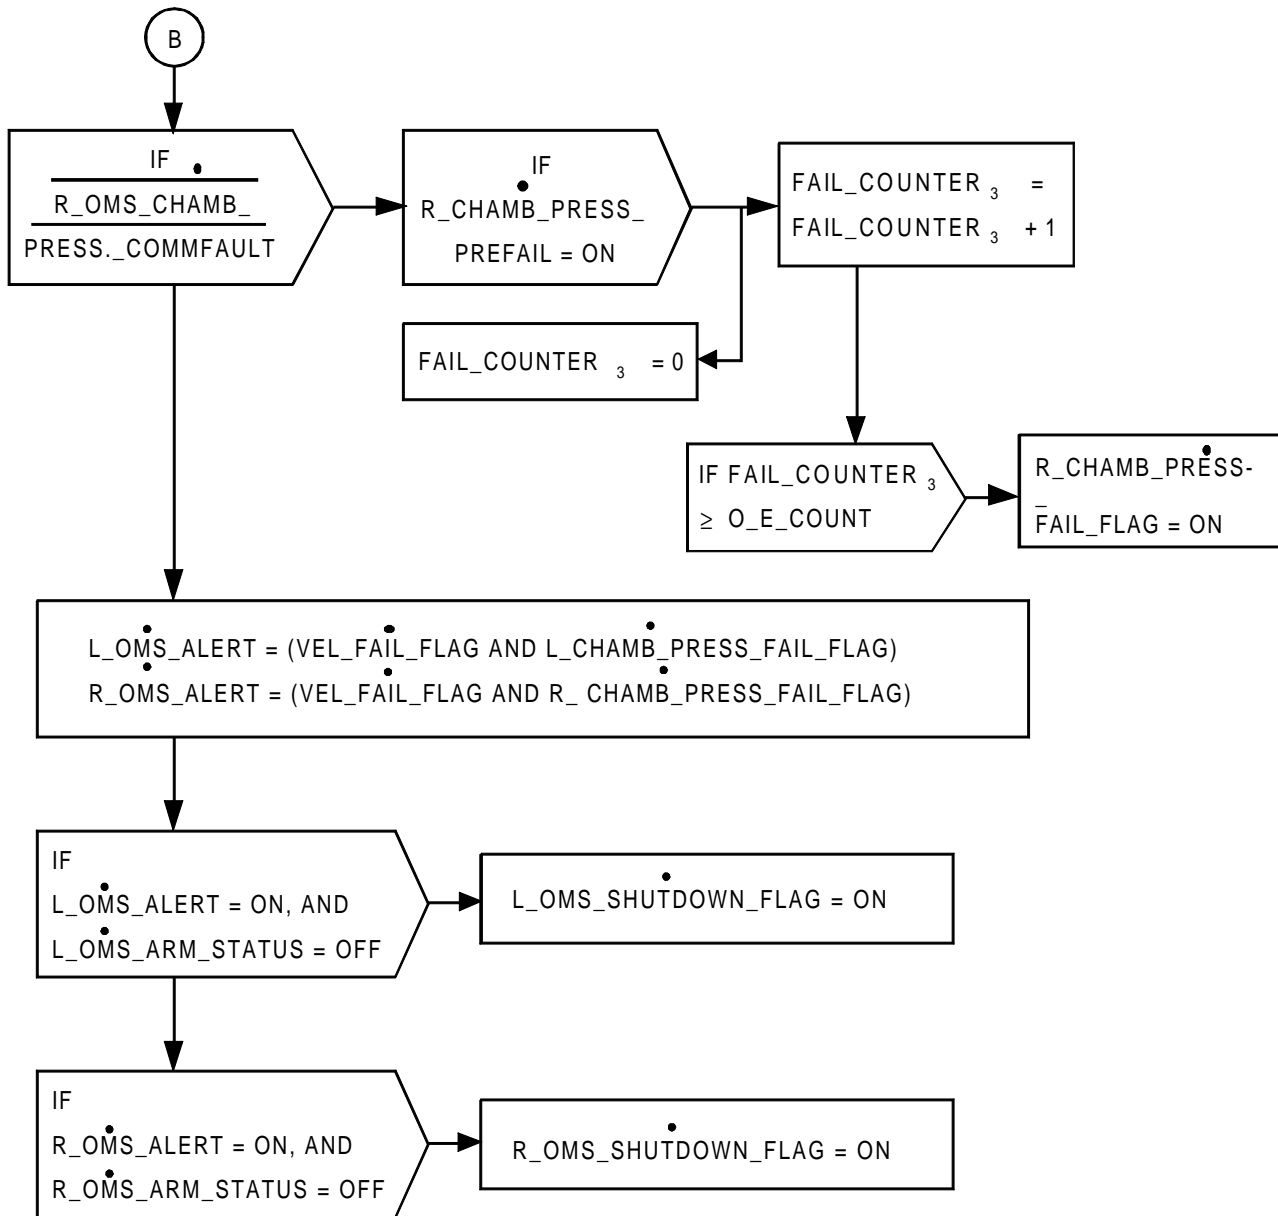 B
IF
R_OMS_CHAMB_
PRESS._COMMFAULT
IF
R_CHAMB_PRESS_
PREFAIL = ON
FAIL_COUNTER 3 =
FAIL_COUNTER 3 + 1
FAIL_COUNTER 3 = 0
IF FAIL_COUNTER 3
≥ O_E_COUNT
R_CHAMB_PRESS-
_
FAIL_FLAG = ON
L_OMS_ALERT = (VEL_FAIL_FLAG AND L_CHAMB_PRESS_FAIL_FLAG)
R_OMS_ALERT = (VEL_FAIL_FLAG AND R_ CHAMB_PRESS_FAIL_FLAG)
IF
L_OMS_ALERT = ON, AND
L_OMS_ARM_STATUS = OFF
L_OMS_SHUTDOWN_FLAG = ON
IF
R_OMS_ALERT = ON, AND
R_OMS_ARM_STATUS = OFF
R_OMS_SHUTDOWN_FLAG = ON